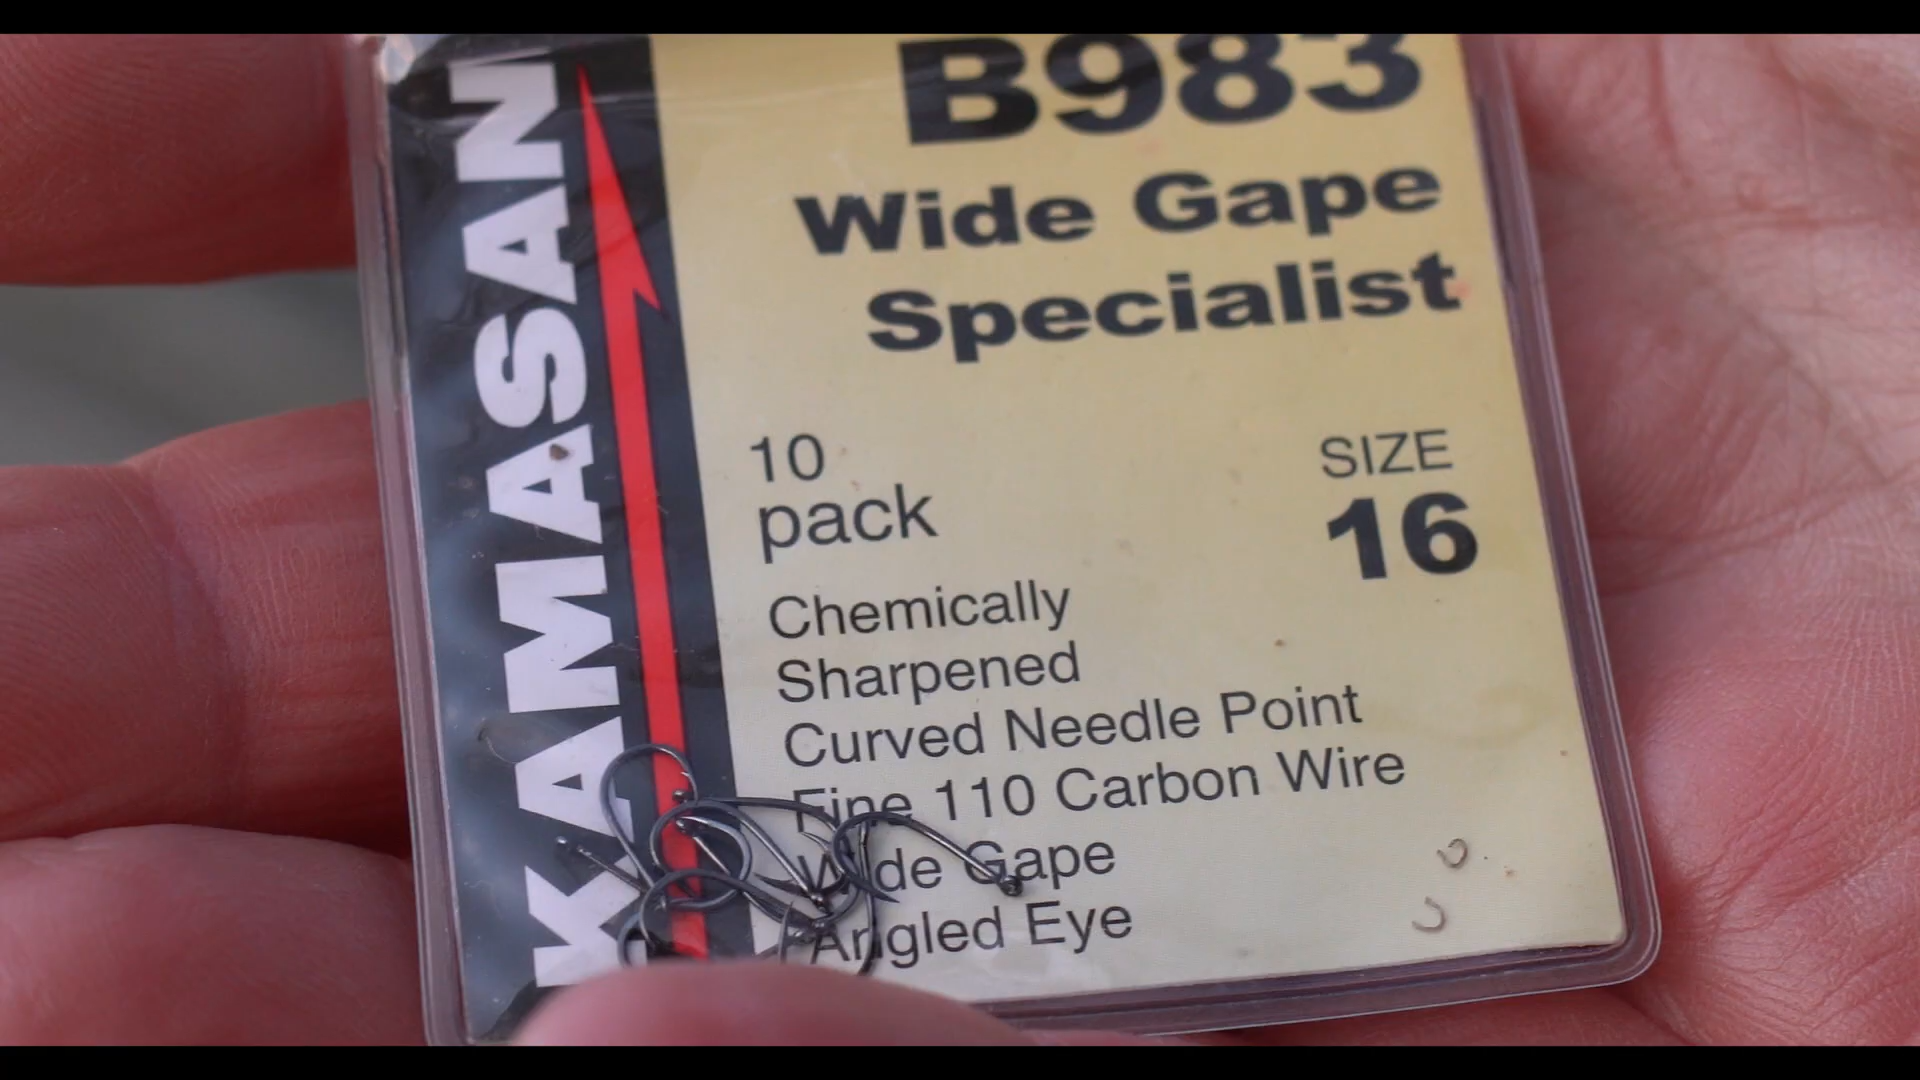 KAMASAN
B983
Wide Gape
Specialist
10
pack
SIZE
16
Chemically
Sharpened
Curved Needle Point
Fine 110 Carbon Wire
Wide Gape
Angled Eye